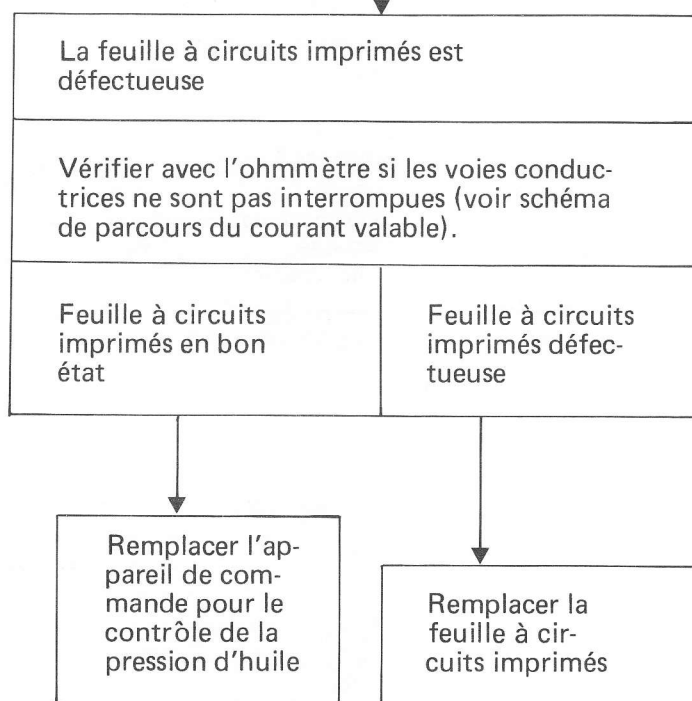 La feuille à circuits imprimés est
défectueuse
Vérifier avec l'ohmmètre si les voies conduc-
trices ne sont pas interrompues (voir schéma
de parcours du courant valable).
Feuille à circuits
imprimés en bon
état
Feuille à circuits
imprimés défec-
tueuse
Remplacer l'ap-
pareil de com-
mande pour le
contrôle de la
pression d'huile
Remplacer la
feuille à cir-
cuits imprimés